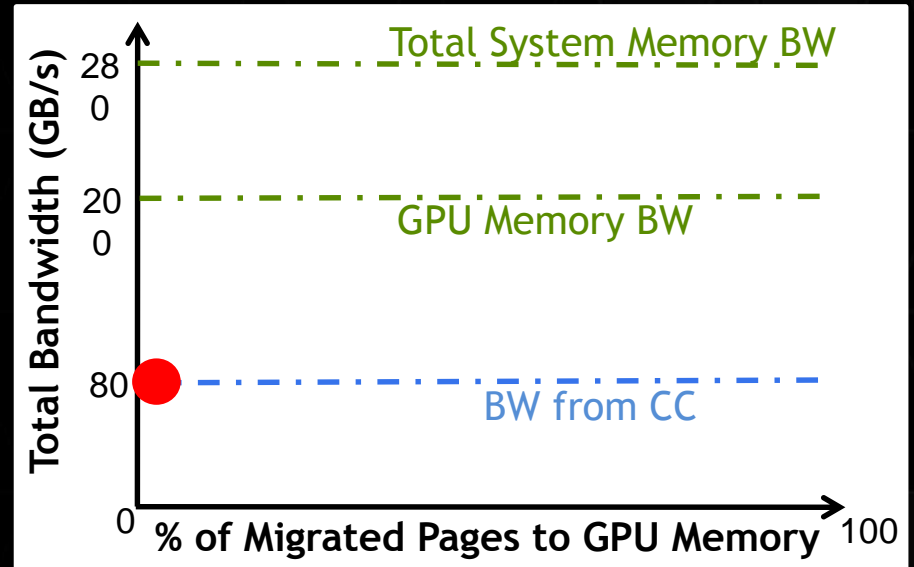 Total System Memory BW
28
0
Total Bandwidth (GB/s)
20
0
GPU Memory BW
80
BW from CC
0
% of Migrated Pages to GPU Memory
100